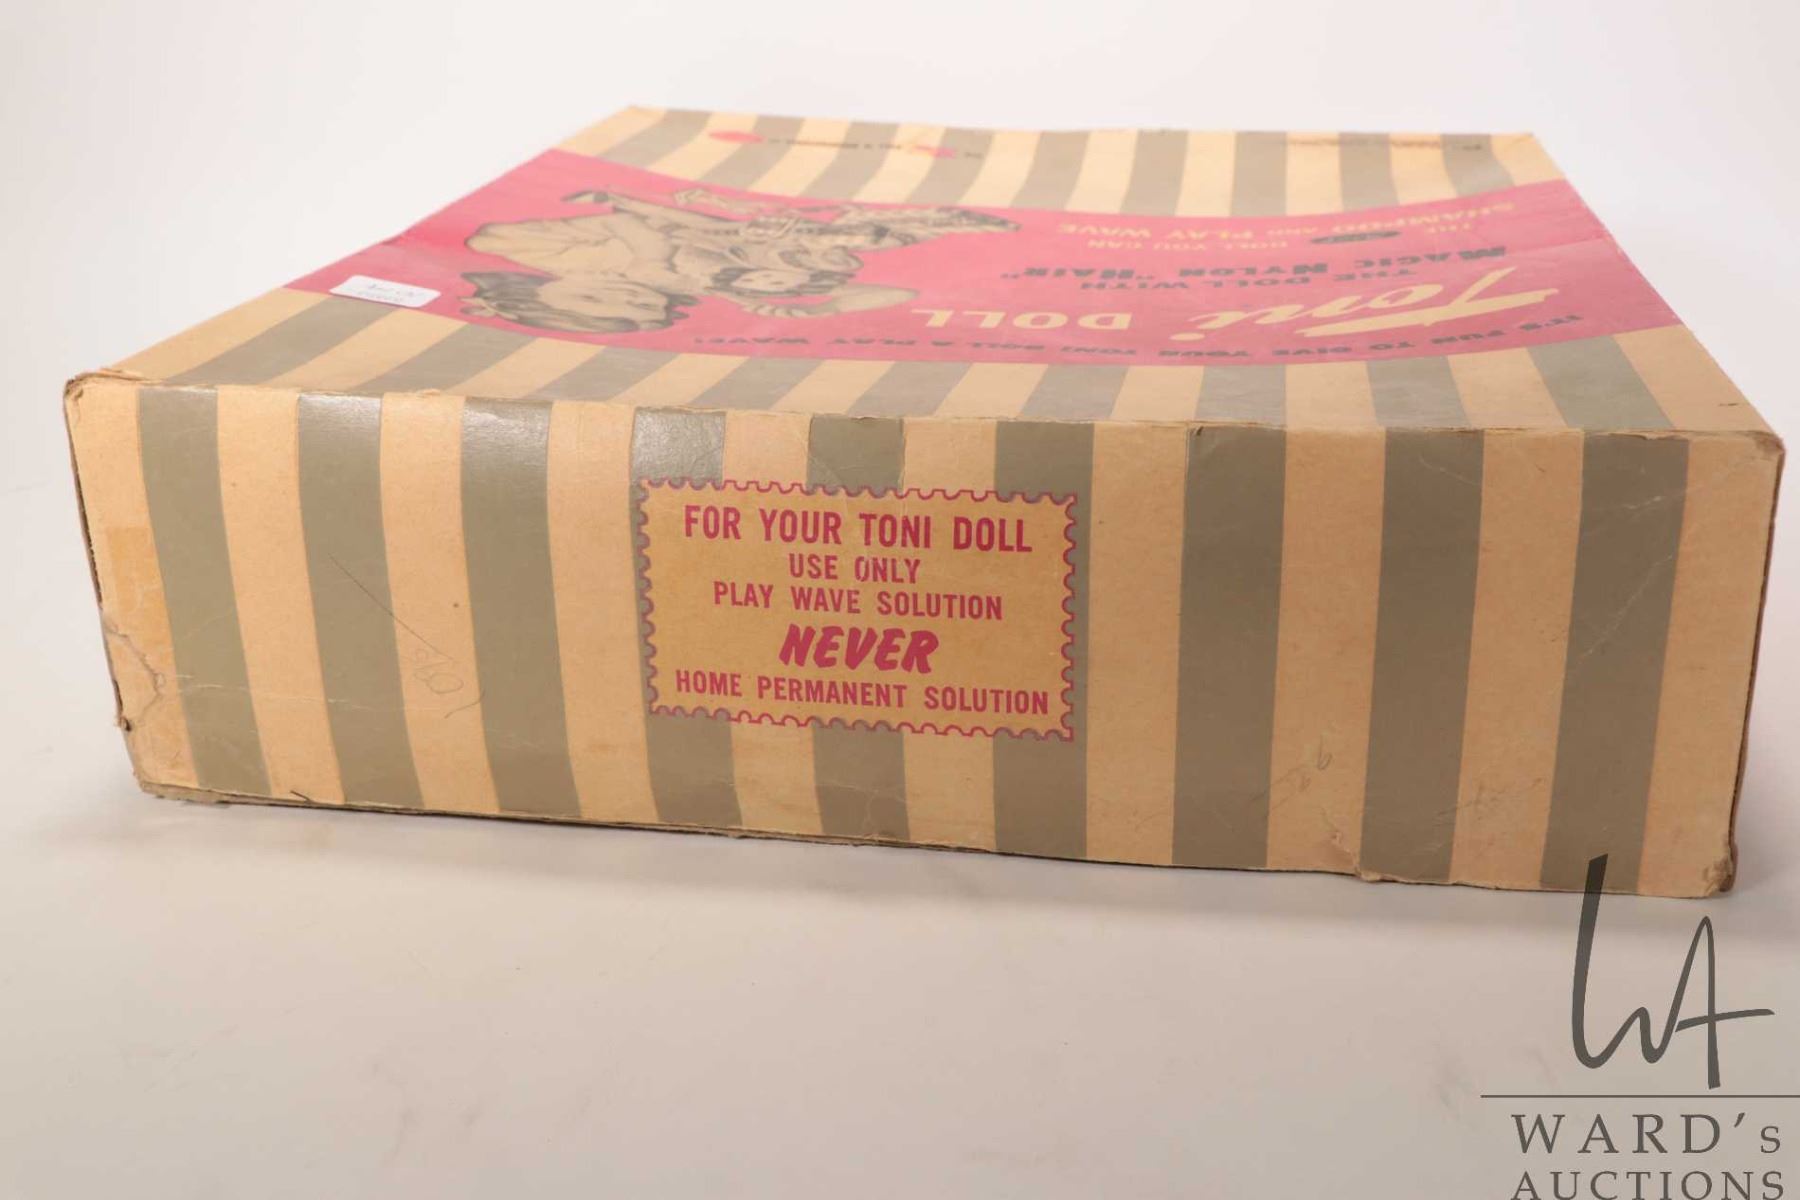 IT'S FUN TO GIVE YOUR TONI DOLL A PLAY WAVE!
Toni DOLL
THE DOLL WITH
MAGIC NYLON "HAIR"
THE DOLL YOU CAN
SHAMPOO AND PLAY WAVE
FOR YOUR TONI DOLL
USE ONLY
PLAY WAVE SOLUTION
NEVER
HOME PERMANENT SOLUTION
WA
WARD's
AUCTIONS